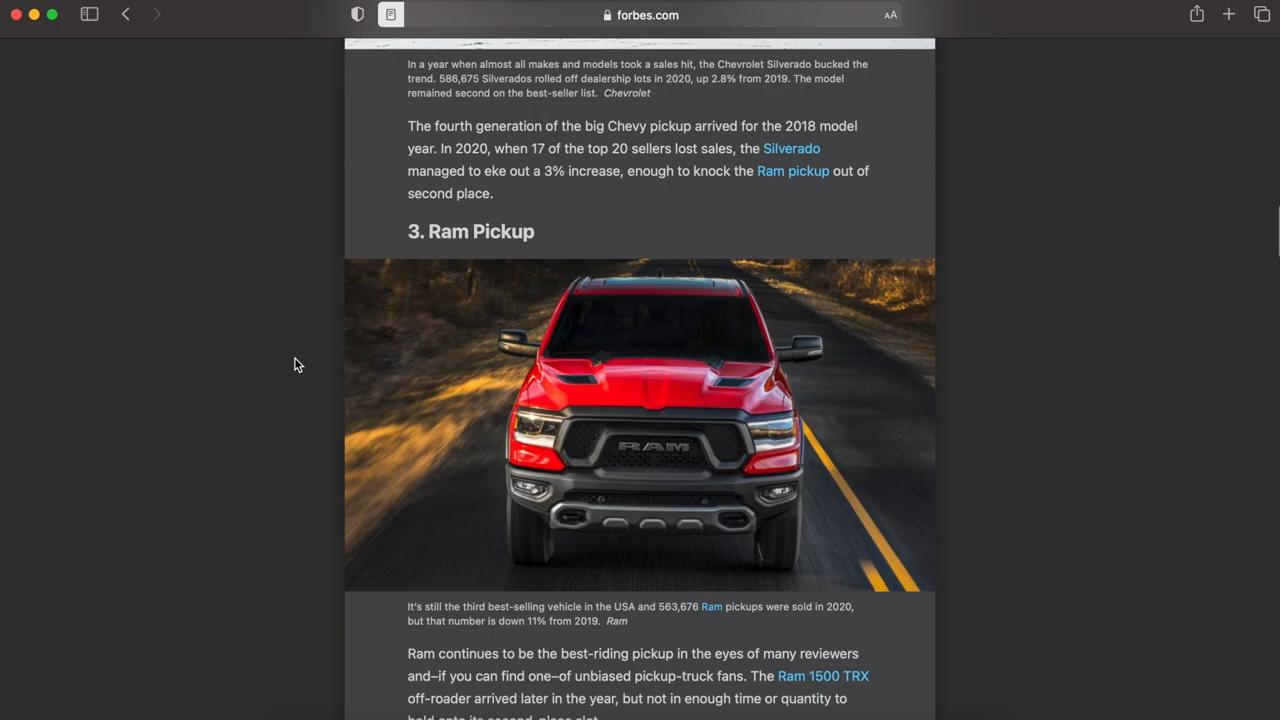 forbes.com
AA
In a year when almost all makes and models took a sales hit, the Chevrolet Silverado bucked the
trend. 586,675 Silverados rolled off dealership lots in 2020, up 2.8% from 2019. The model
remained second on the best-seller list. Chevrolet
The fourth generation of the big Chevy pickup arrived for the 2018 model
year. In 2020, when 17 of the top 20 sellers lost sales, the Silverado
managed to eke out a 3% increase, enough to knock the Ram pickup out of
second place.
3. Ram Pickup
RAM
It's still the third best-selling vehicle in the USA and 563,676 Ram pickups were sold in 2020,
but that number is down 11% from 2019. Ram
Ram continues to be the best-riding pickup in the eyes of many reviewers
and–if you can find one–of unbiased pickup-truck fans. The Ram 1500 TRX
off-roader arrived later in the year, but not in enough time or quantity to